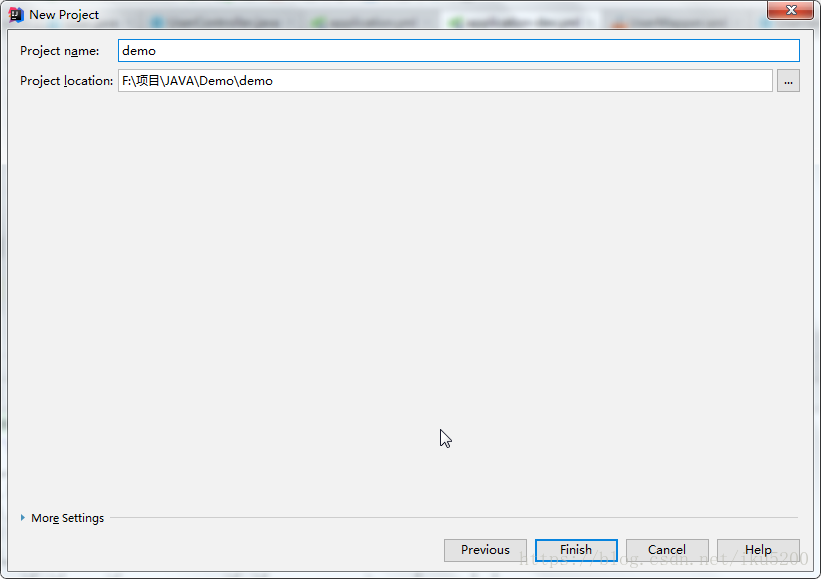 New Project
Project name: demo
Project location: F:\项目\JAVA\Demo\demo ...
More Settings
Previous Finish Cancel Help
https://blog.csdn.net/iku5200